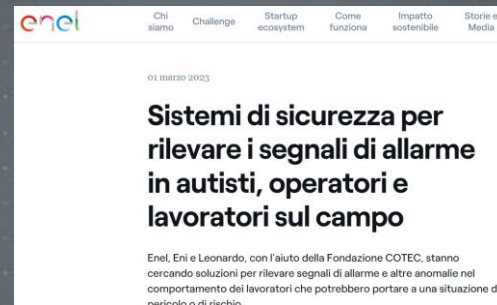 enel
Chi siamo
Challenge
Startup ecosystem
Come funziona
Impatto sostenibile
Storie e Media
01 marzo 2023
Sistemi di sicurezza per
rilevare i segnali di allarme
in autisti, operatori e
lavoratori sul campo
Enel, Eni e Leonardo, con l'aiuto della Fondazione COTEC, stanno
cercando soluzioni per rilevare segnali di allarme e altre anomalie nel
comportamento dei lavoratori che potrebbero portare a una situazione d
pericolo o di rischio